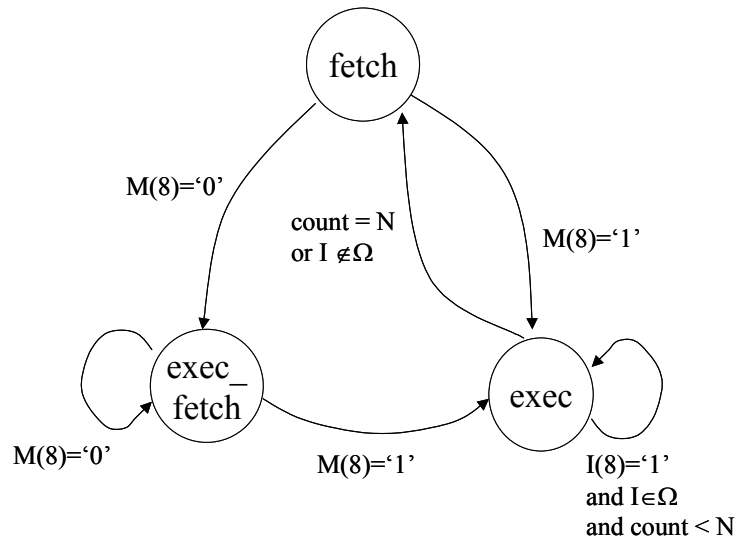 fetch
M(8)=‘0’
count = N
or I ∉Ω
M(8)=‘1’
exec_
fetch
exec
M(8)=‘0’
M(8)=‘1’
I(8)=‘1’
and I∈Ω
and count < N